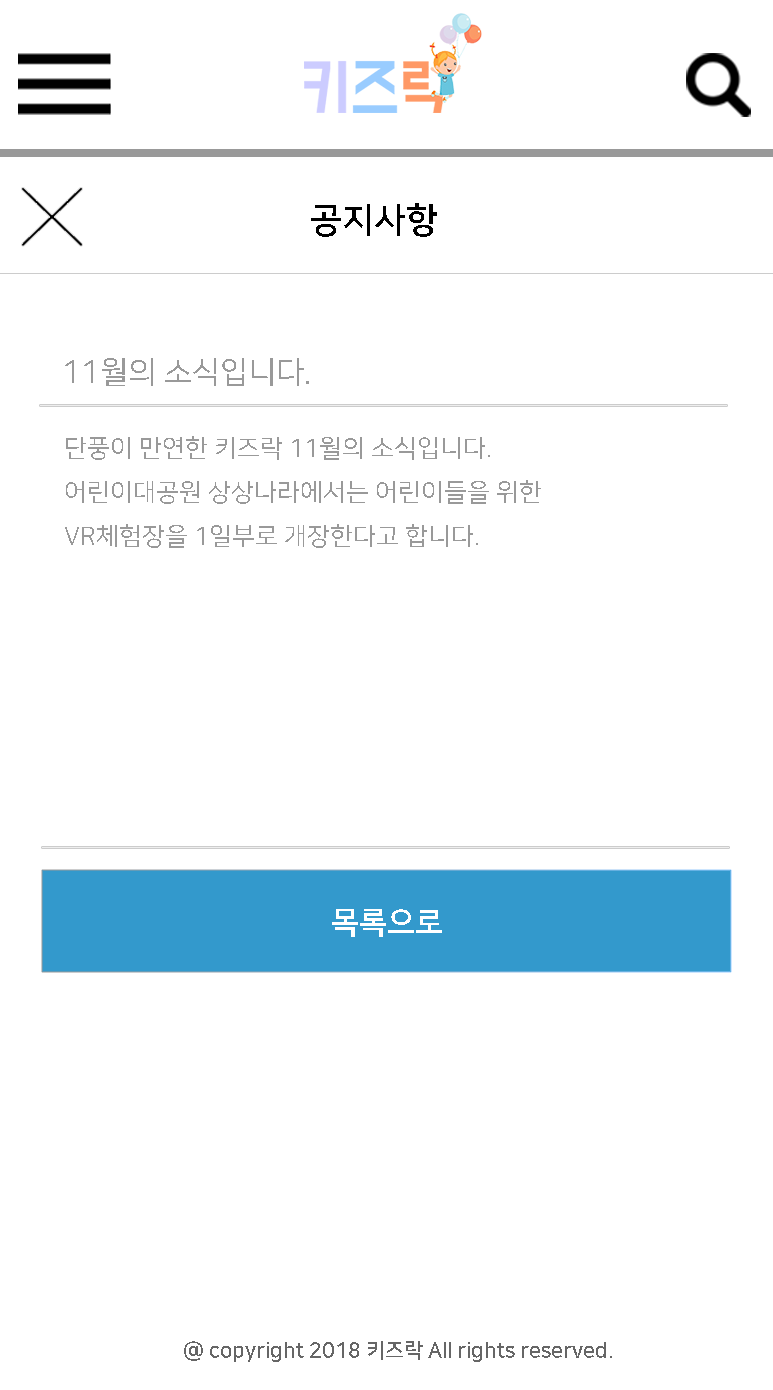 키즈락
공지사항
11월의 소식입니다.
단풍이 만연한 키즈락 11월의 소식입니다.
어린이대공원 상상나라에서는 어린이들을 위한
VR체험장을 1일부로 개장한다고 합니다.
목록으로
@ copyright 2018 키즈락 All rights reserved.